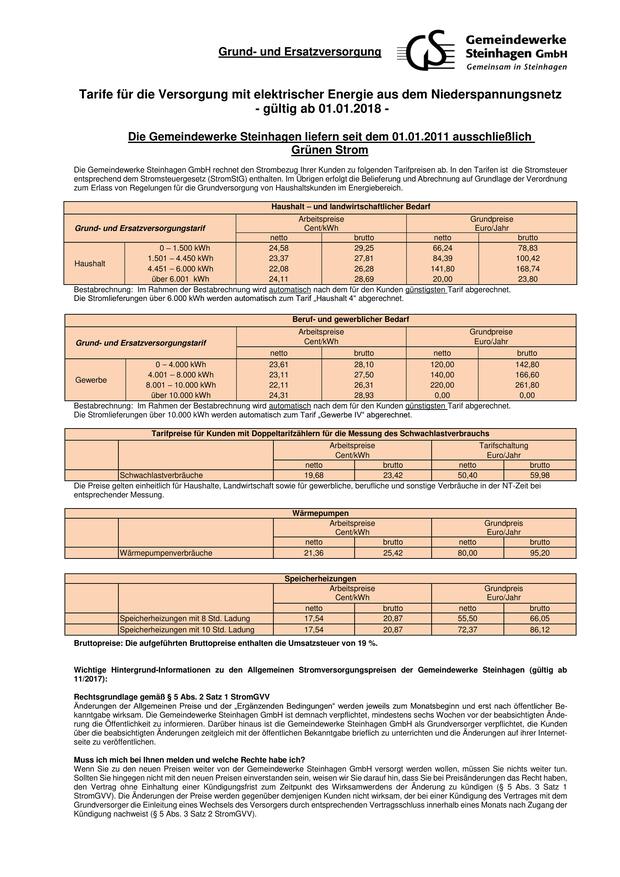 Grund- und Ersatzversorgung
GS
Gemeindewerke
Steinhagen GmbH
Gemeinsam in Steinhagen
Tarife für die Versorgung mit elektrischer Energie aus dem Niederspannungsnetz
- gültig ab 01.01.2018 -
Die Gemeindewerke Steinhagen liefern seit dem 01.01.2011 ausschließlich
Grünen Strom
Die Gemeindewerke Steinhagen GmbH rechnet den Strombezug Ihrer Kunden zu folgenden Tarifpreisen ab. In den Tarifen ist die Stromsteuer
entsprechend dem Stromsteuergesetz (StromStG) enthalten. Im Übrigen erfolgt die Belieferung und Abrechnung auf Grundlage der Verordnung
zum Erlass von Regelungen für die Grundversorgung von Haushaltskunden im Energiebereich.
Haushalt – und landwirtschaftlicher Bedarf
Grund- und Ersatzversorgungstarif
Arbeitspreise Grundpreise
Cent/kWh Euro/Jahr
netto brutto netto brutto
Haushalt
0 – 1.500 kWh 24,58 29,25 66,24 78,83
1.501 – 4.450 kWh 23,37 27,81 84,39 100,42
4.451 – 6.000 kWh 22,08 26,28 141,80 168,74
über 6.001 kWh 24,11 28,69 20,00 23,80
Bestabrechnung: Im Rahmen der Bestabrechnung wird automatisch nach dem für den Kunden günstigsten Tarif abgerechnet.
Die Stromlieferungen über 6.000 kWh werden automatisch zum Tarif „Haushalt 4“ abgerechnet.
Beruf- und gewerblicher Bedarf
Grund- und Ersatzversorgungstarif
Arbeitspreise Grundpreise
Cent/kWh Euro/Jahr
netto brutto netto brutto
Gewerbe
0 – 4.000 kWh 23,61 28,10 120,00 142,80
4.001 – 8.000 kWh 23,11 27,50 140,00 166,60
8.001 – 10.000 kWh 22,11 26,31 220,00 261,80
über 10.000 kWh 24,31 28,93 0,00 0,00
Bestabrechnung: Im Rahmen der Bestabrechnung wird automatisch nach dem für den Kunden günstigsten Tarif abgerechnet.
Die Stromlieferungen über 10.000 kWh werden automatisch zum Tarif „Gewerbe IV“ abgerechnet.
Tarifpreise für Kunden mit Doppeltarifzählern für die Messung des Schwachlastverbrauchs
Arbeitspreise Tarifschaltung
Cent/kWh Euro/Jahr
netto brutto netto brutto
Schwachlastverbräuche 19,68 23,42 50,40 59,98
Die Preise gelten einheitlich für Haushalte, Landwirtschaft sowie für gewerbliche, berufliche und sonstige Verbräuche in der NT-Zeit bei
entsprechender Messung.
Wärmepumpen
Arbeitspreise Grundpreis
Cent/kWh Euro/Jahr
netto brutto netto brutto
Wärmepumpenverbräuche 21,36 25,42 80,00 95,20
Speicherheizungen
Arbeitspreise Grundpreis
Cent/kWh Euro/Jahr
netto brutto netto brutto
Speicherheizungen mit 8 Std. Ladung 17,54 20,87 55,50 66,05
Speicherheizungen mit 10 Std. Ladung 17,54 20,87 72,37 86,12
Bruttopreise: Die aufgeführten Bruttopreise enthalten die Umsatzsteuer von 19 %.
Wichtige Hintergrund-Informationen zu den Allgemeinen Stromversorgungspreisen der Gemeindewerke Steinhagen (gültig ab
11/2017):
Rechtsgrundlage gemäß § 5 Abs. 2 Satz 1 StromGVV
Änderungen der Allgemeinen Preise und der „Ergänzenden Bedingungen“ werden jeweils zum Monatsbeginn und erst nach öffentlicher Be-
kanntgabe wirksam. Die Gemeindewerke Steinhagen GmbH ist demnach verpflichtet, mindestens sechs Wochen vor der beabsichtigten Ände-
rung die Öffentlichkeit zu informieren. Darüber hinaus ist die Gemeindewerke Steinhagen GmbH als Grundversorger verpflichtet, die Kunden
über die beabsichtigten Änderungen zeitgleich mit der öffentlichen Bekanntgabe brieflich zu unterrichten und die Änderungen auf ihrer Internet-
seite zu veröffentlichen.
Muss ich mich bei Ihnen melden und welche Rechte habe ich?
Wenn Sie zu den neuen Preisen weiter von der Gemeindewerke Steinhagen GmbH versorgt werden wollen, müssen Sie nichts weiter tun.
Sollten Sie hingegen nicht mit den neuen Preisen einverstanden sein, weisen wir Sie darauf hin, dass Sie bei Preisänderungen das Recht haben,
den Vertrag ohne Einhaltung einer Kündigungsfrist zum Zeitpunkt des Wirksamwerdens der Änderung zu kündigen (§ 5 Abs. 3 Satz 1
StromGVV). Die Änderungen der Preise werden gegenüber demjenigen Kunden nicht wirksam, der bei einer Kündigung des Vertrages mit dem
Grundversorger die Einleitung eines Wechsels des Versorgers durch entsprechenden Vertragsschluss innerhalb eines Monats nach Zugang der
Kündigung nachweist (§ 5 Abs. 3 Satz 2 StromGVV).